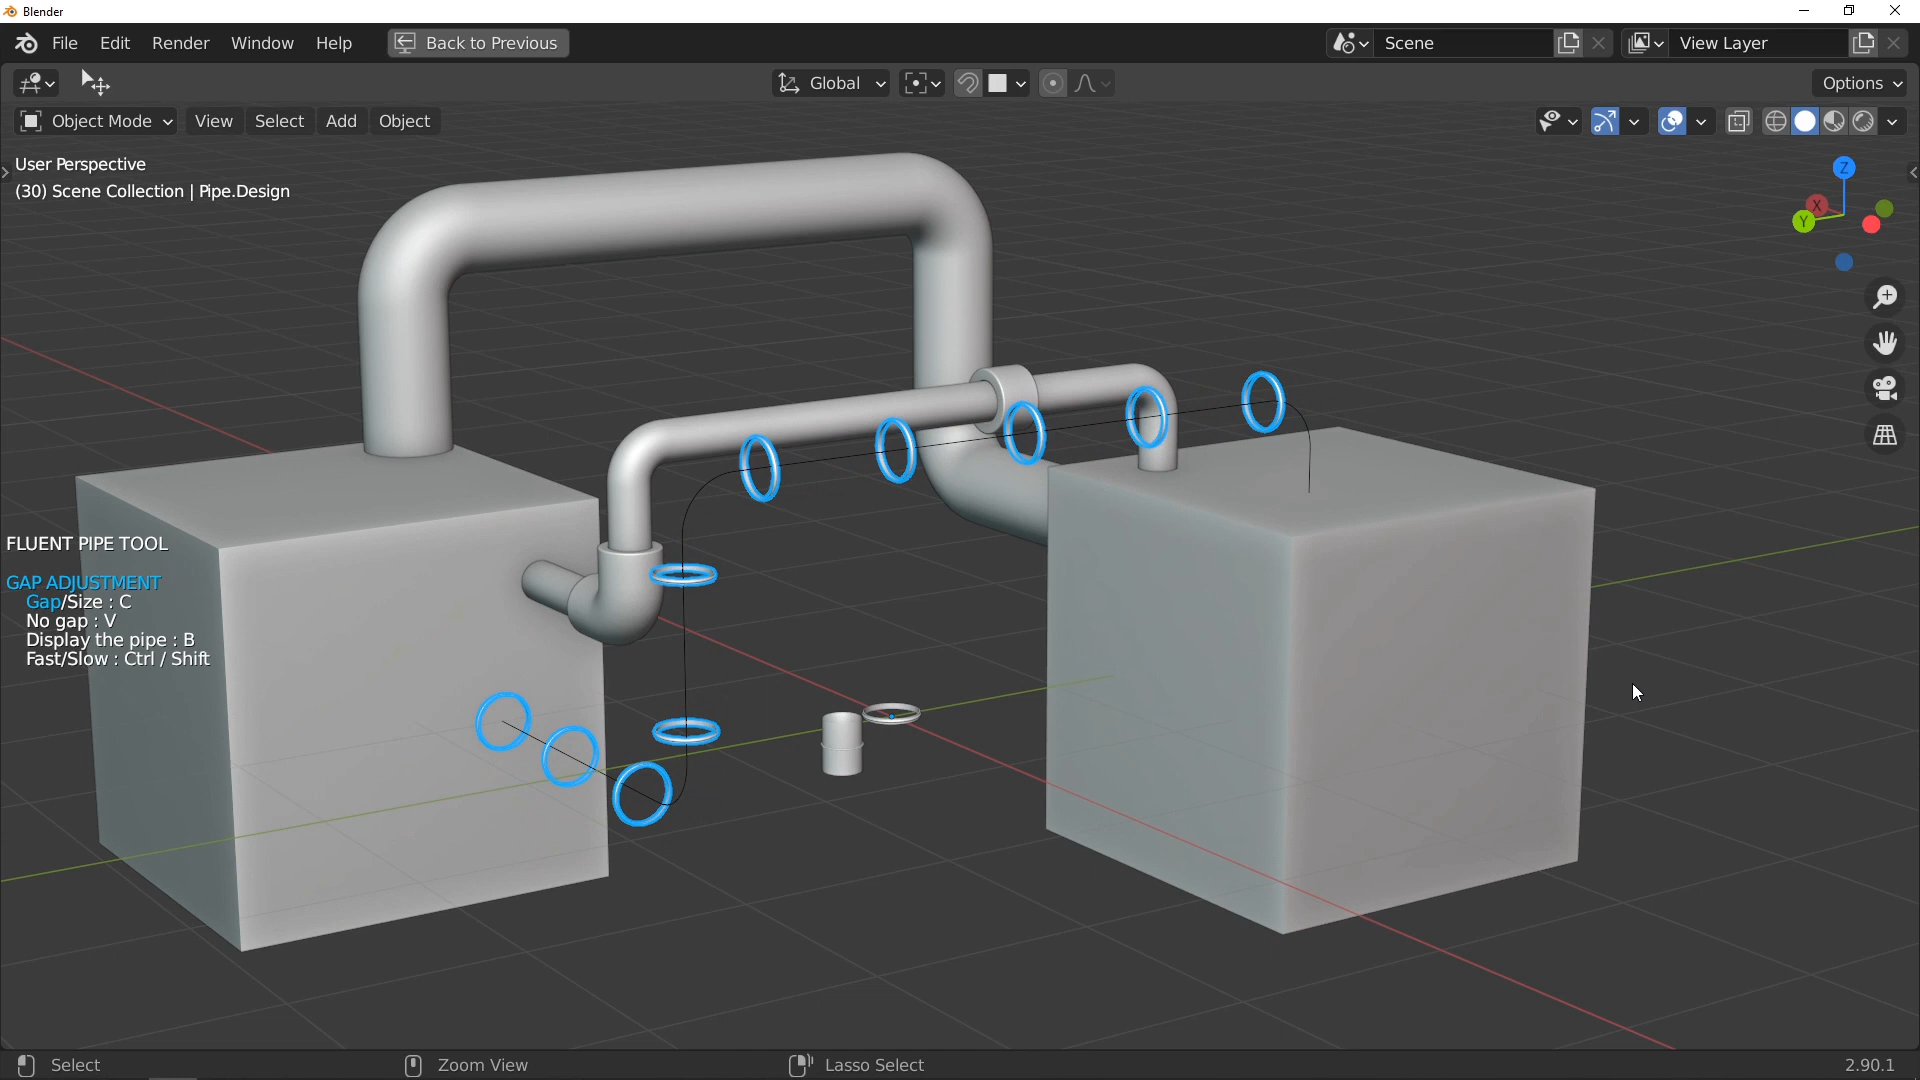 Blender
File Edit Render Window Help Back to Previous Scene View Layer
Global Options
Object Mode View Select Add Object
User Perspective
(30) Scene Collection | Pipe.Design
Z
X
Y
FLUENT PIPE TOOL
GAP ADJUSTMENT
Gap/Size : C
No gap : V
Display the pipe : B
Fast/Slow : Ctrl / Shift
Select Zoom View Lasso Select 2.90.1